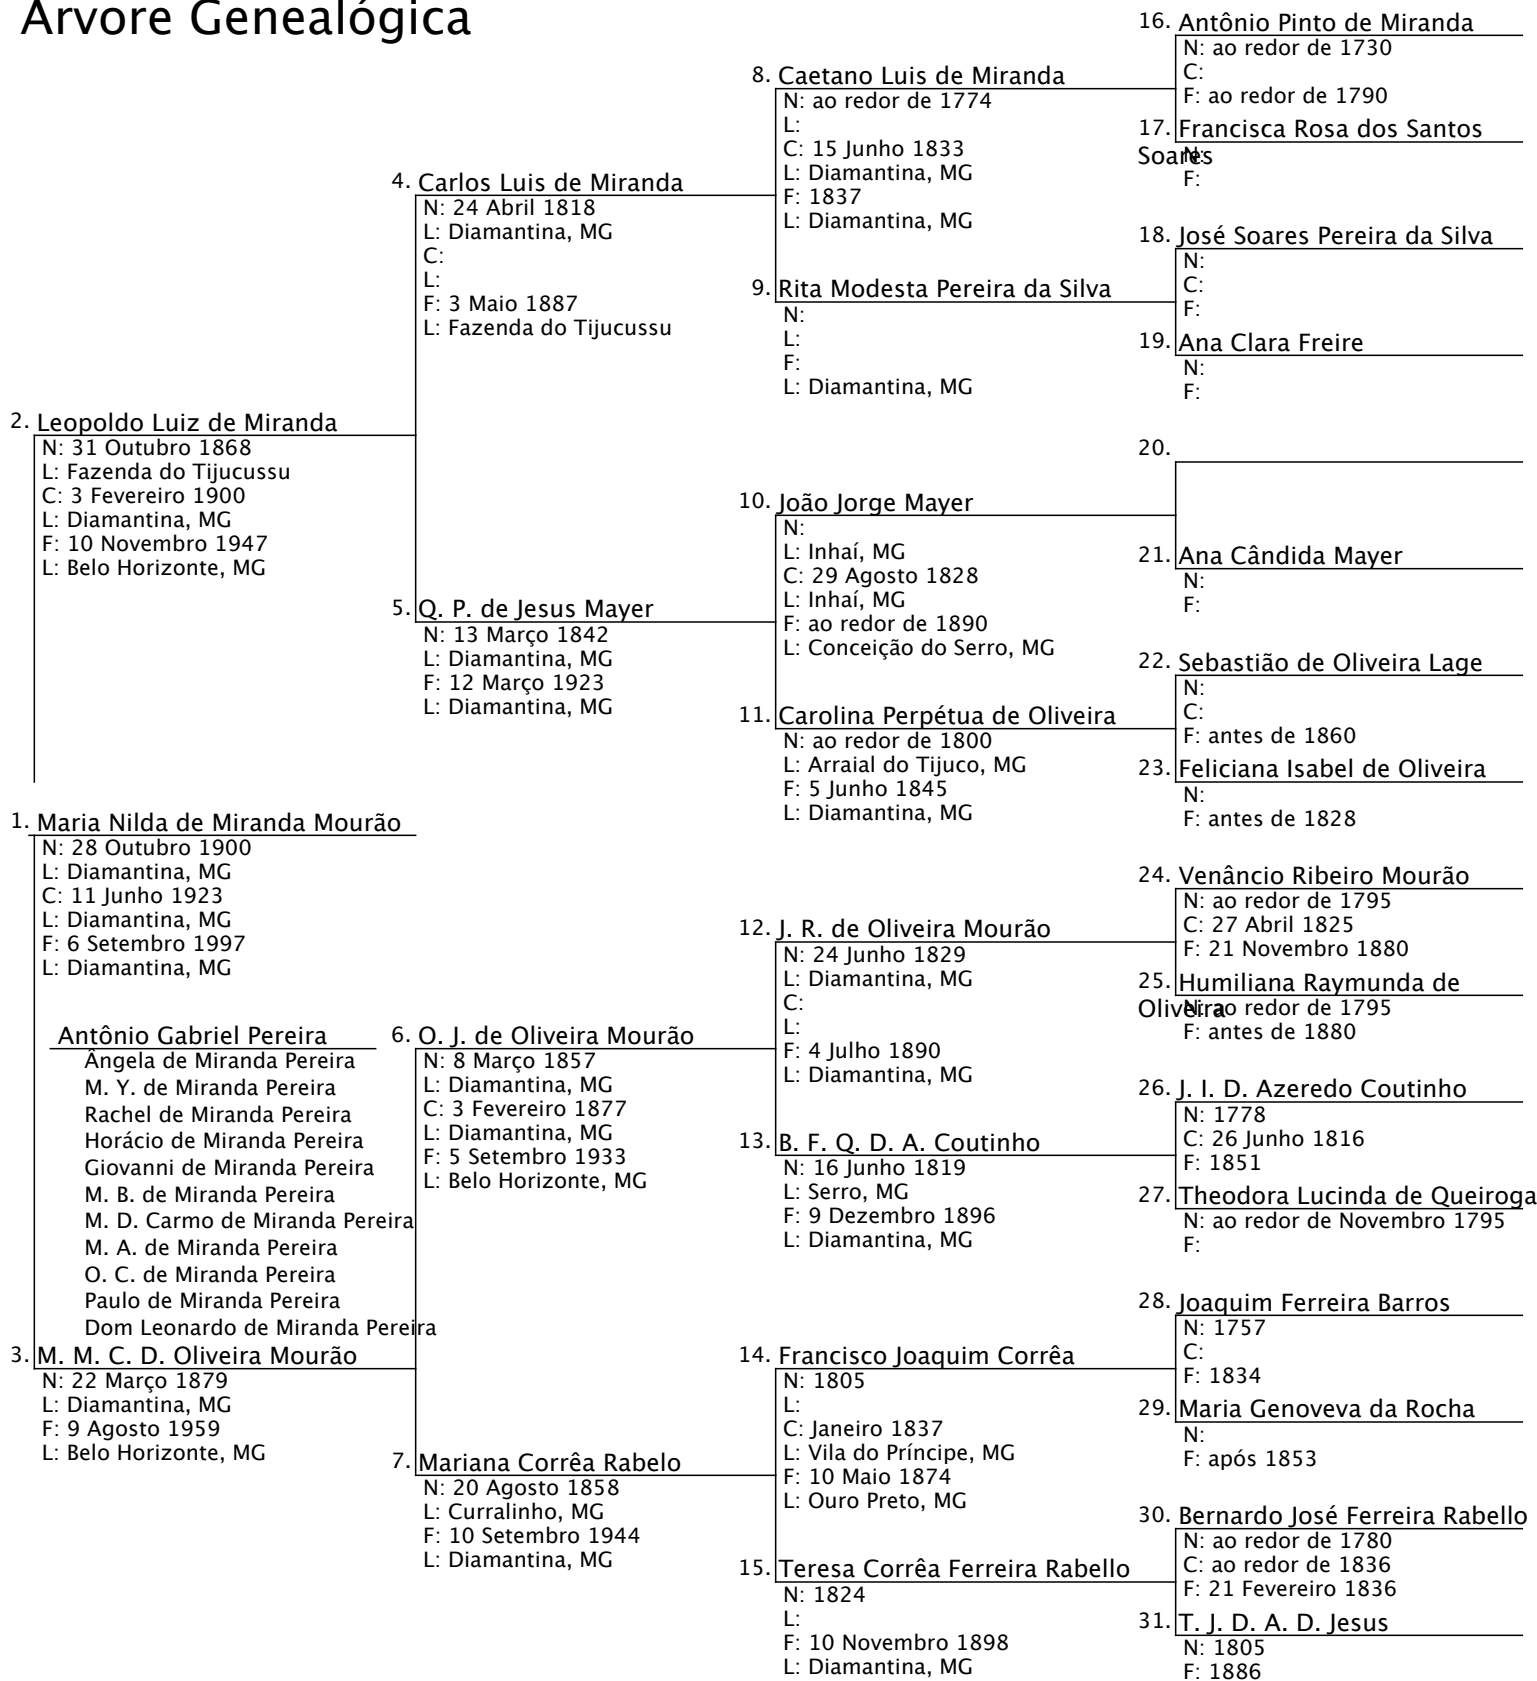 Árvore Genealógica
16. Antônio Pinto de Miranda
N: ao redor de 1730
C:
F: ao redor de 1790
8. Caetano Luis de Miranda
N: ao redor de 1774
L:
C: 15 Junho 1833
L: Diamantina, MG
F: 1837
L: Diamantina, MG
17. Francisca Rosa dos Santos
Soares
N:
F:
4. Carlos Luis de Miranda
N: 24 Abril 1818
L: Diamantina, MG
C:
L:
F: 3 Maio 1887
L: Fazenda do Tijucussu
18. José Soares Pereira da Silva
N:
C:
F:
9. Rita Modesta Pereira da Silva
N:
L:
F:
L: Diamantina, MG
19. Ana Clara Freire
N:
F:
2. Leopoldo Luiz de Miranda
N: 31 Outubro 1868
L: Fazenda do Tijucussu
C: 3 Fevereiro 1900
L: Diamantina, MG
F: 10 Novembro 1947
L: Belo Horizonte, MG
20.
10. João Jorge Mayer
N:
L: Inhaí, MG
C: 29 Agosto 1828
L: Inhaí, MG
F: ao redor de 1890
L: Conceição do Serro, MG
21. Ana Cândida Mayer
N:
F:
5. Q. P. de Jesus Mayer
N: 13 Março 1842
L: Diamantina, MG
F: 12 Março 1923
L: Diamantina, MG
22. Sebastião de Oliveira Lage
N:
C:
F: antes de 1860
11. Carolina Perpétua de Oliveira
N: ao redor de 1800
L: Arraial do Tijuco, MG
F: 5 Junho 1845
L: Diamantina, MG
23. Feliciana Isabel de Oliveira
N:
F: antes de 1828
1. Maria Nilda de Miranda Mourão
N: 28 Outubro 1900
L: Diamantina, MG
C: 11 Junho 1923
L: Diamantina, MG
F: 6 Setembro 1997
L: Diamantina, MG
24. Venâncio Ribeiro Mourão
N: ao redor de 1795
C: 27 Abril 1825
F: 21 Novembro 1880
12. J. R. de Oliveira Mourão
N: 24 Junho 1829
L: Diamantina, MG
C:
L:
F: 4 Julho 1890
L: Diamantina, MG
25. Humiliana Raymunda de
Oliveira
N: ao redor de 1795
F: antes de 1880
Antônio Gabriel Pereira
Ângela de Miranda Pereira
M. Y. de Miranda Pereira
Rachel de Miranda Pereira
Horácio de Miranda Pereira
Giovanni de Miranda Pereira
M. B. de Miranda Pereira
M. D. Carmo de Miranda Pereira
M. A. de Miranda Pereira
O. C. de Miranda Pereira
Paulo de Miranda Pereira
Dom Leonardo de Miranda Pereira
6. O. J. de Oliveira Mourão
N: 8 Março 1857
L: Diamantina, MG
C: 3 Fevereiro 1877
L: Diamantina, MG
F: 5 Setembro 1933
L: Belo Horizonte, MG
26. J. I. D. Azeredo Coutinho
N: 1778
C: 26 Junho 1816
F: 1851
13. B. F. Q. D. A. Coutinho
N: 16 Junho 1819
L: Serro, MG
F: 9 Dezembro 1896
L: Diamantina, MG
27. Theodora Lucinda de Queiroga
N: ao redor de Novembro 1795
F:
28. Joaquim Ferreira Barros
N: 1757
C:
F: 1834
3. M. M. C. D. Oliveira Mourão
N: 22 Março 1879
L: Diamantina, MG
F: 9 Agosto 1959
L: Belo Horizonte, MG
14. Francisco Joaquim Corrêa
N: 1805
L:
C: Janeiro 1837
L: Vila do Príncipe, MG
F: 10 Maio 1874
L: Ouro Preto, MG
29. Maria Genoveva da Rocha
N:
F: após 1853
7. Mariana Corrêa Rabelo
N: 20 Agosto 1858
L: Curralinho, MG
F: 10 Setembro 1944
L: Diamantina, MG
30. Bernardo José Ferreira Rabello
N: ao redor de 1780
C: ao redor de 1836
F: 21 Fevereiro 1836
15. Teresa Corrêa Ferreira Rabello
N: 1824
L:
F: 10 Novembro 1898
L: Diamantina, MG
31. T. J. D. A. D. Jesus
N: 1805
F: 1886